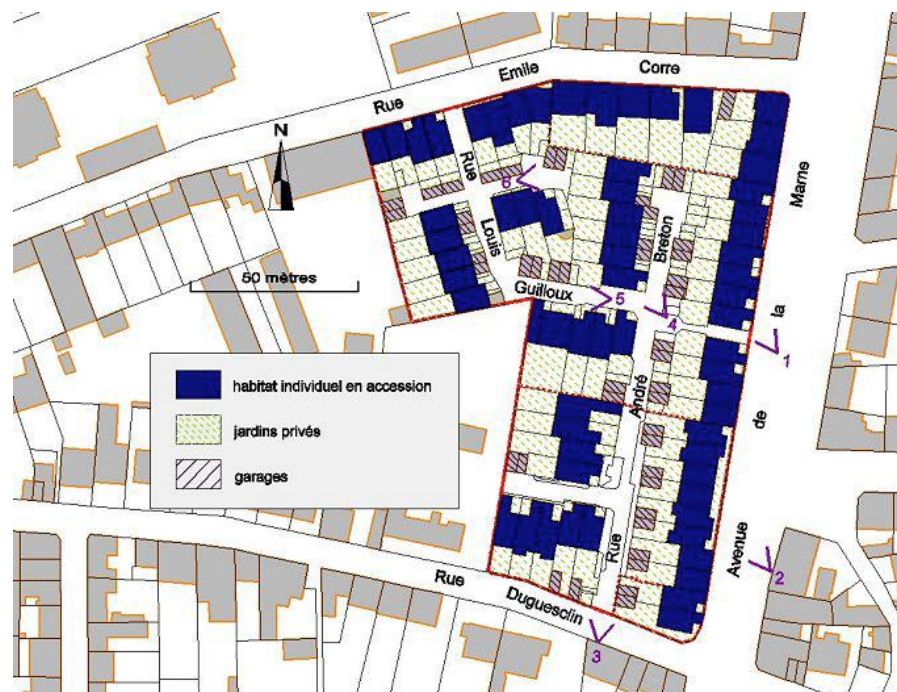 Rue Emile Corre
N
Rue Louis Guilloux
6
50 mètres
Rue André Breton
5
4
Avenue de la Marne
1
habitat individuel en accession
jardins privés
garages
2
Rue Duguesclin
3